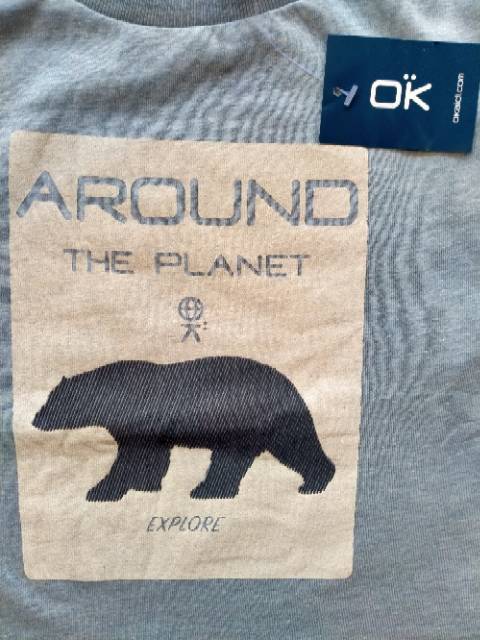 OK
okaidi.com
AROUND
THE PLANET
EXPLORE